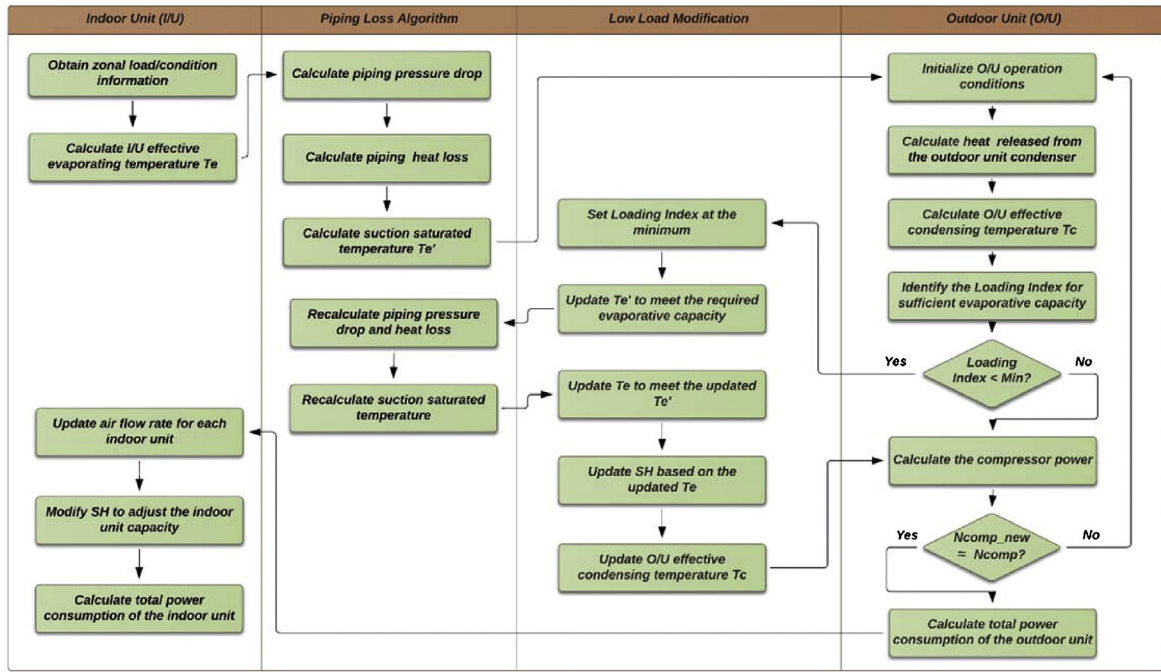 Indoor Unit (I/U)
Piping Loss Algorithm
Low Load Modification
Outdoor Unit (O/U)
Obtain zonal load/condition
information
Calculate I/U effective
evaporating temperature Te
Update air flow rate for each
indoor unit
Modify SH to adjust the indoor
unit capacity
Calculate total power
consumption of the indoor unit
Calculate piping pressure drop
Calculate piping heat loss
Calculate suction saturated
temperature Te'
Recalculate piping pressure
drop and heat loss
Recalculate suction saturated
temperature
Set Loading Index at the
minimum
Update Te' to meet the required
evaporative capacity
Update Te to meet the updated
Te'
Update SH based on the
updated Te
Update O/U effective
condensing temperature Tc
Initialize O/U operation
conditions
Calculate heat released from
the outdoor unit condenser
Calculate O/U effective
condensing temperature Tc
Identify the Loading Index for
sufficient evaporative capacity
Yes
Loading
Index < Min?
No
Calculate the compressor power
Yes
Ncomp_new
≈ Ncomp?
No
Calculate total power
consumption of the outdoor unit